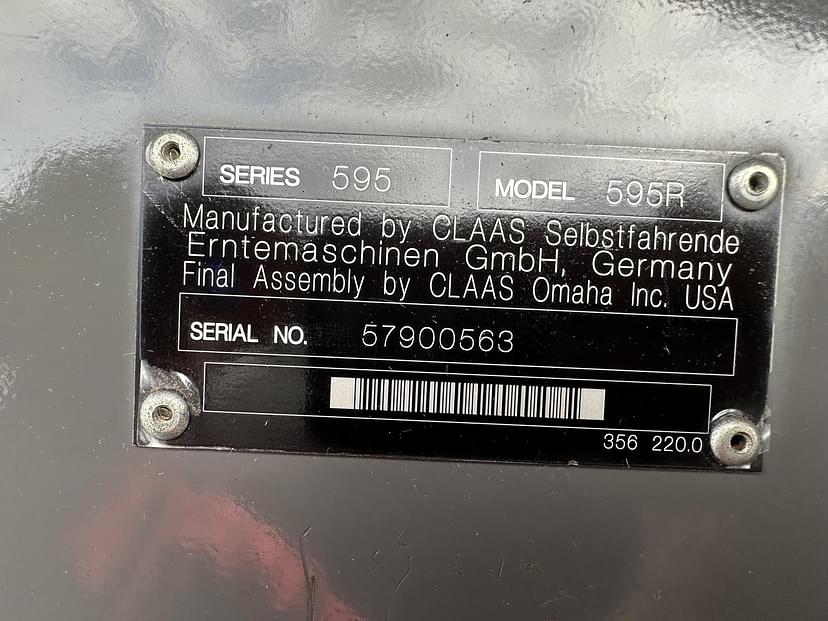 SERIES 595 MODEL 595R
Manufactured by CLAAS Selbstfahrende
Erntemaschinen GmbH, Germany
Final Assembly by CLAAS Omaha Inc. USA
SERIAL NO. 57900563
356 220.0